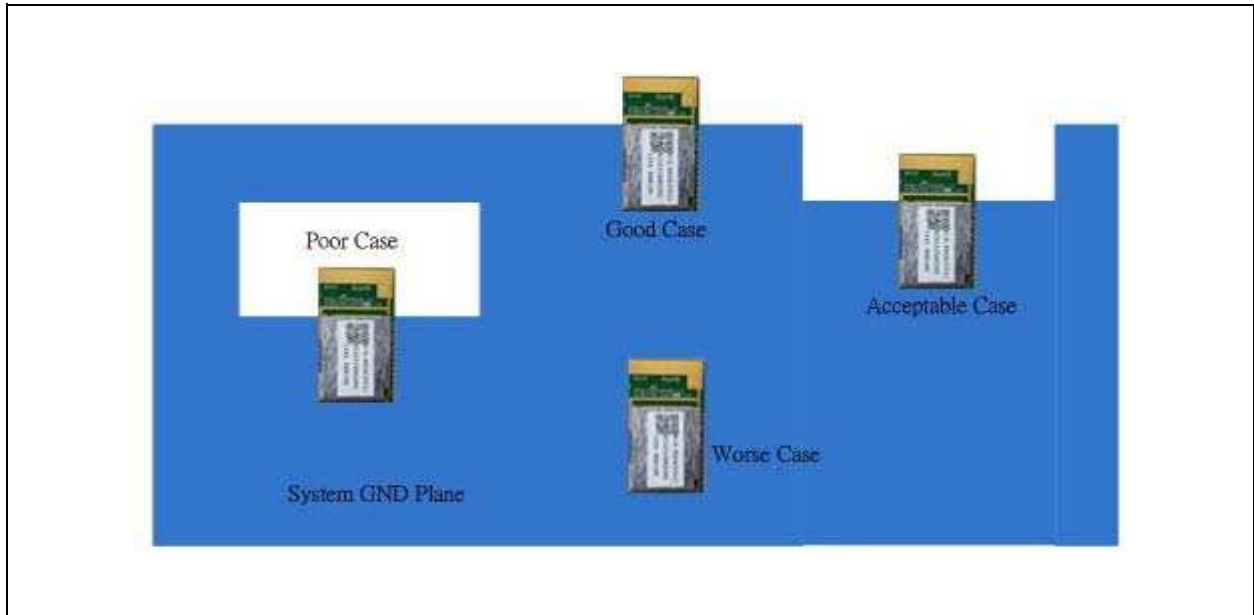 Good Case
Poor Case
Acceptable Case
Worse Case
System GND Plane